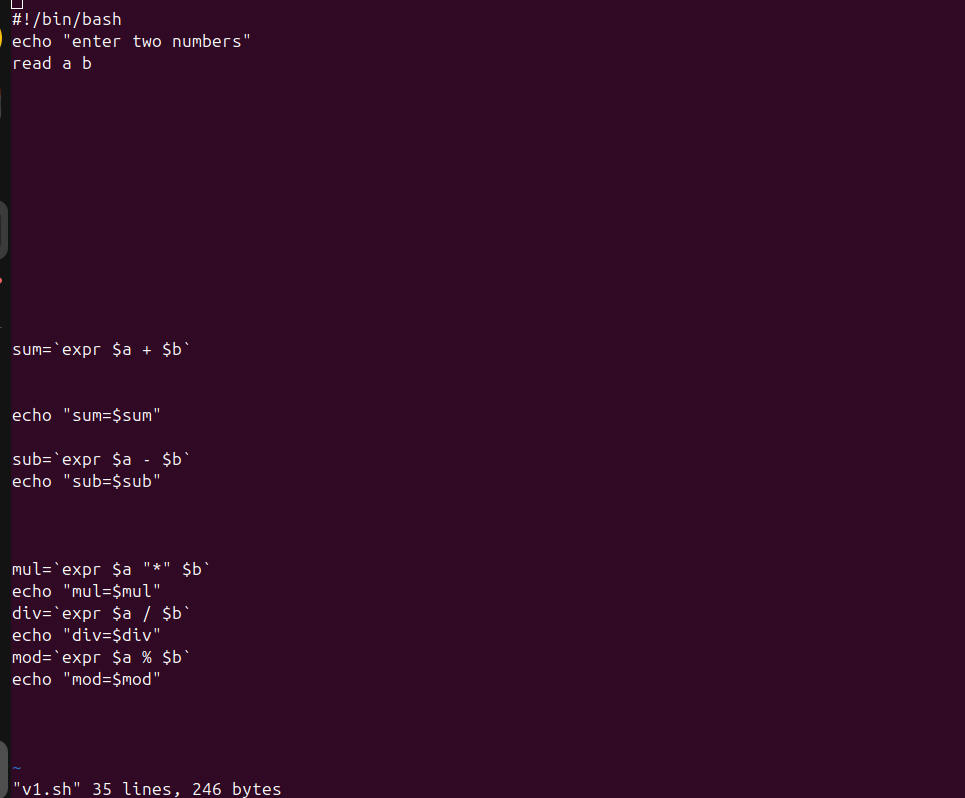 #!/bin/bash
echo "enter two numbers"
read a b
sum=`expr $a + $b`
echo "sum=$sum"
sub=`expr $a - $b`
echo "sub=$sub"
mul=`expr $a "*" $b`
echo "mul=$mul"
div=`expr $a / $b`
echo "div=$div"
mod=`expr $a % $b`
echo "mod=$mod"
~
"v1.sh" 35 lines, 246 bytes